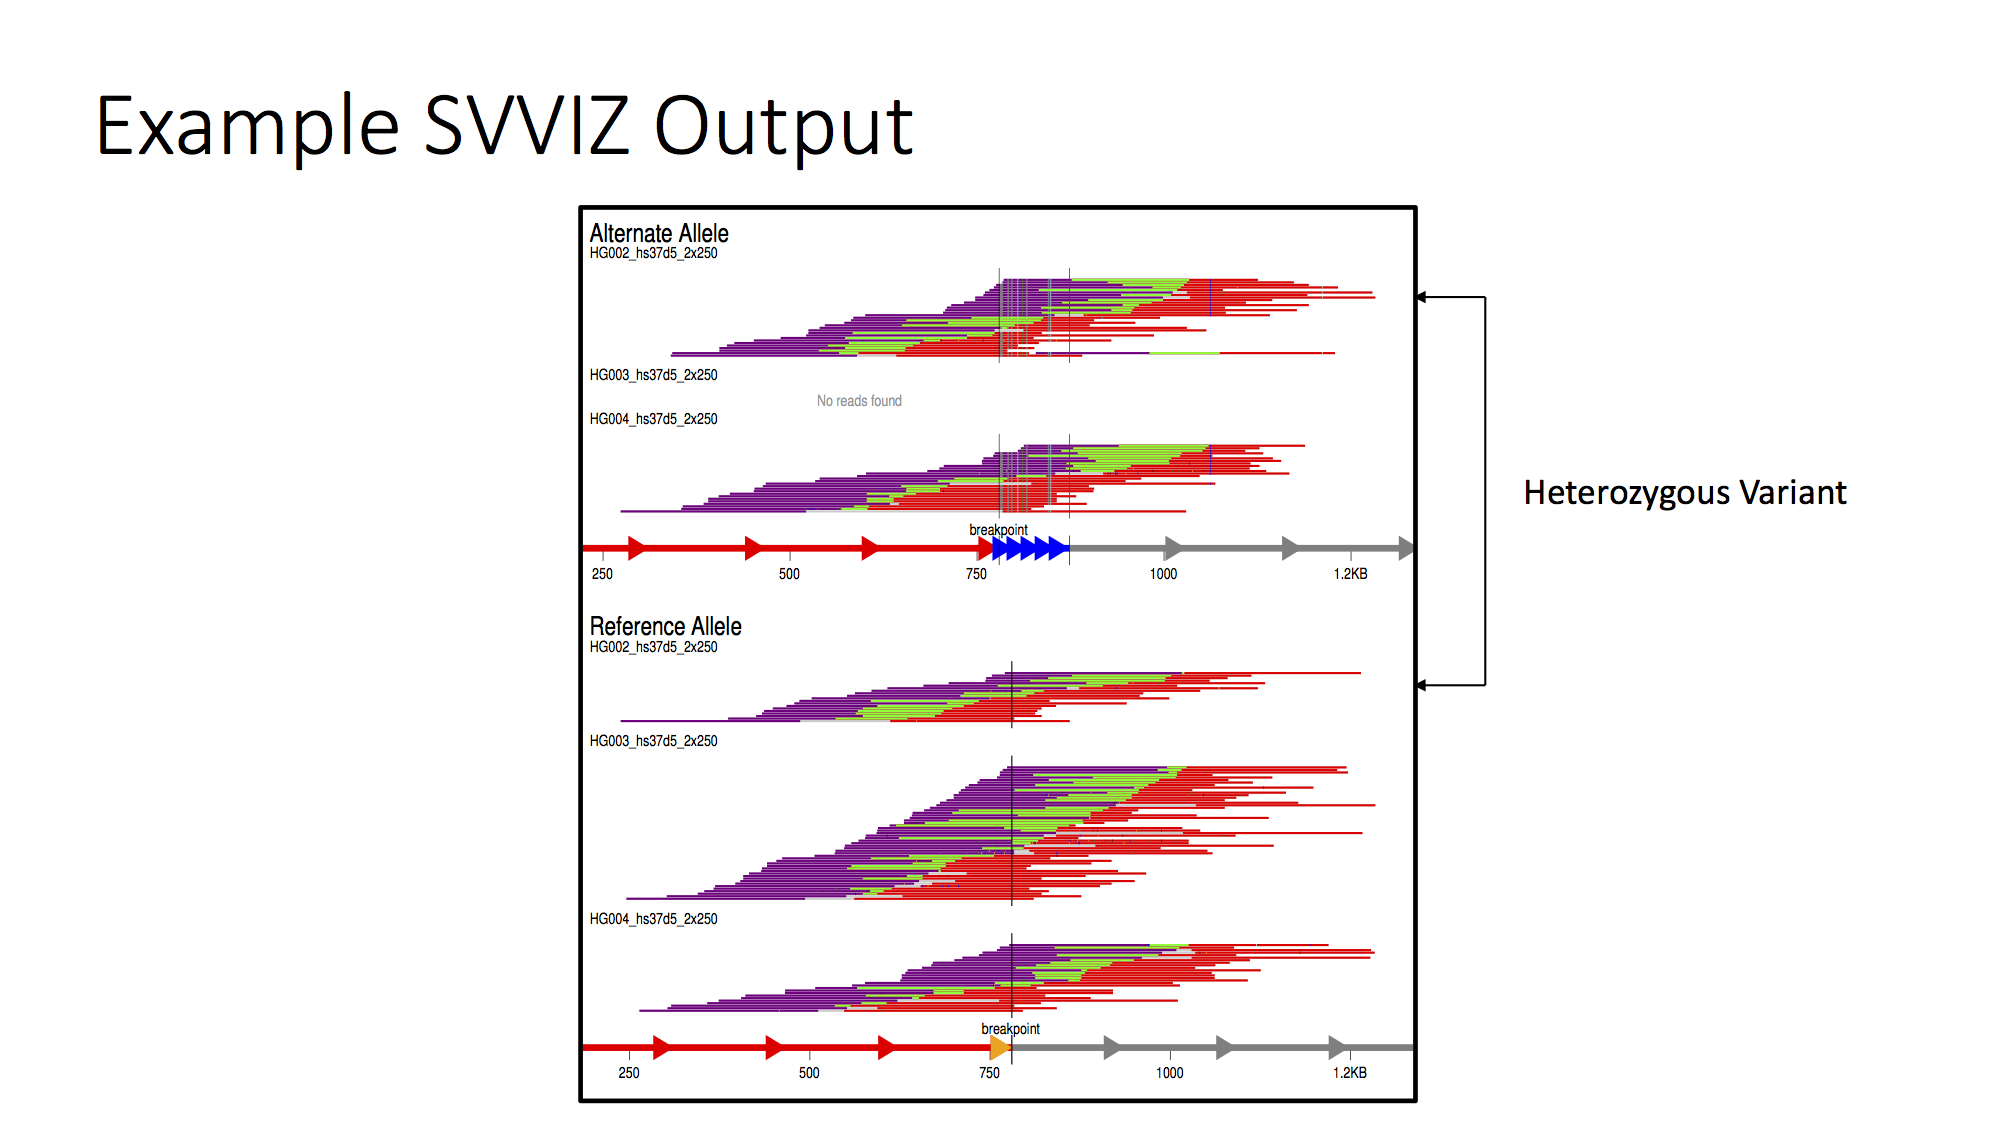 Example SVVIZ Output
Alternate Allele
HG002_hs37d5_2x250
HG003_hs37d5_2x250
No reads found
HG004_hs37d5_2x250
Heterozygous Variant
breakpoint
250 500 750 1000 1.2KB
Reference Allele
HG002_hs37d5_2x250
HG003_hs37d5_2x250
HG004_hs37d5_2x250
breakpoint
250 500 750 1000 1.2KB